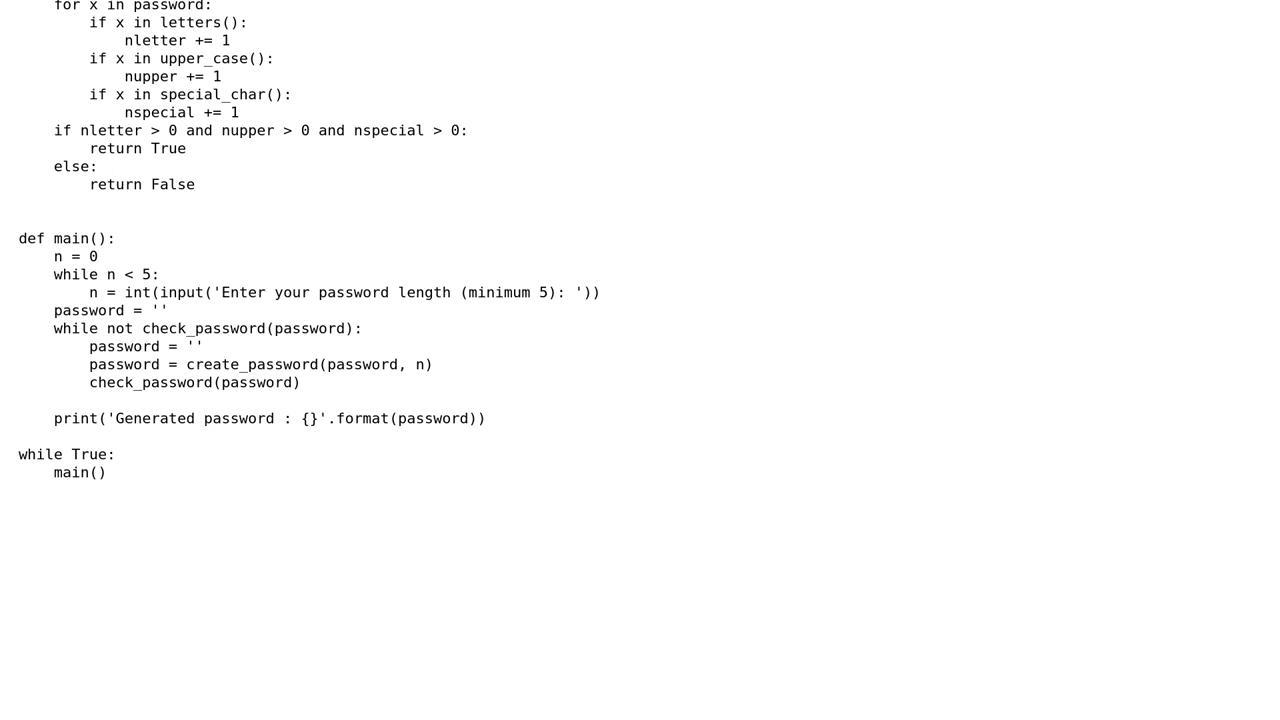 for x in password:
        if x in letters():
            nletter += 1
        if x in upper_case():
            nupper += 1
        if x in special_char():
            nspecial += 1
    if nletter > 0 and nupper > 0 and nspecial > 0:
        return True
    else:
        return False


def main():
    n = 0
    while n < 5:
        n = int(input('Enter your password length (minimum 5): '))
    password = ''
    while not check_password(password):
        password = ''
        password = create_password(password, n)
        check_password(password)

    print('Generated password : {}'.format(password))

while True:
    main()